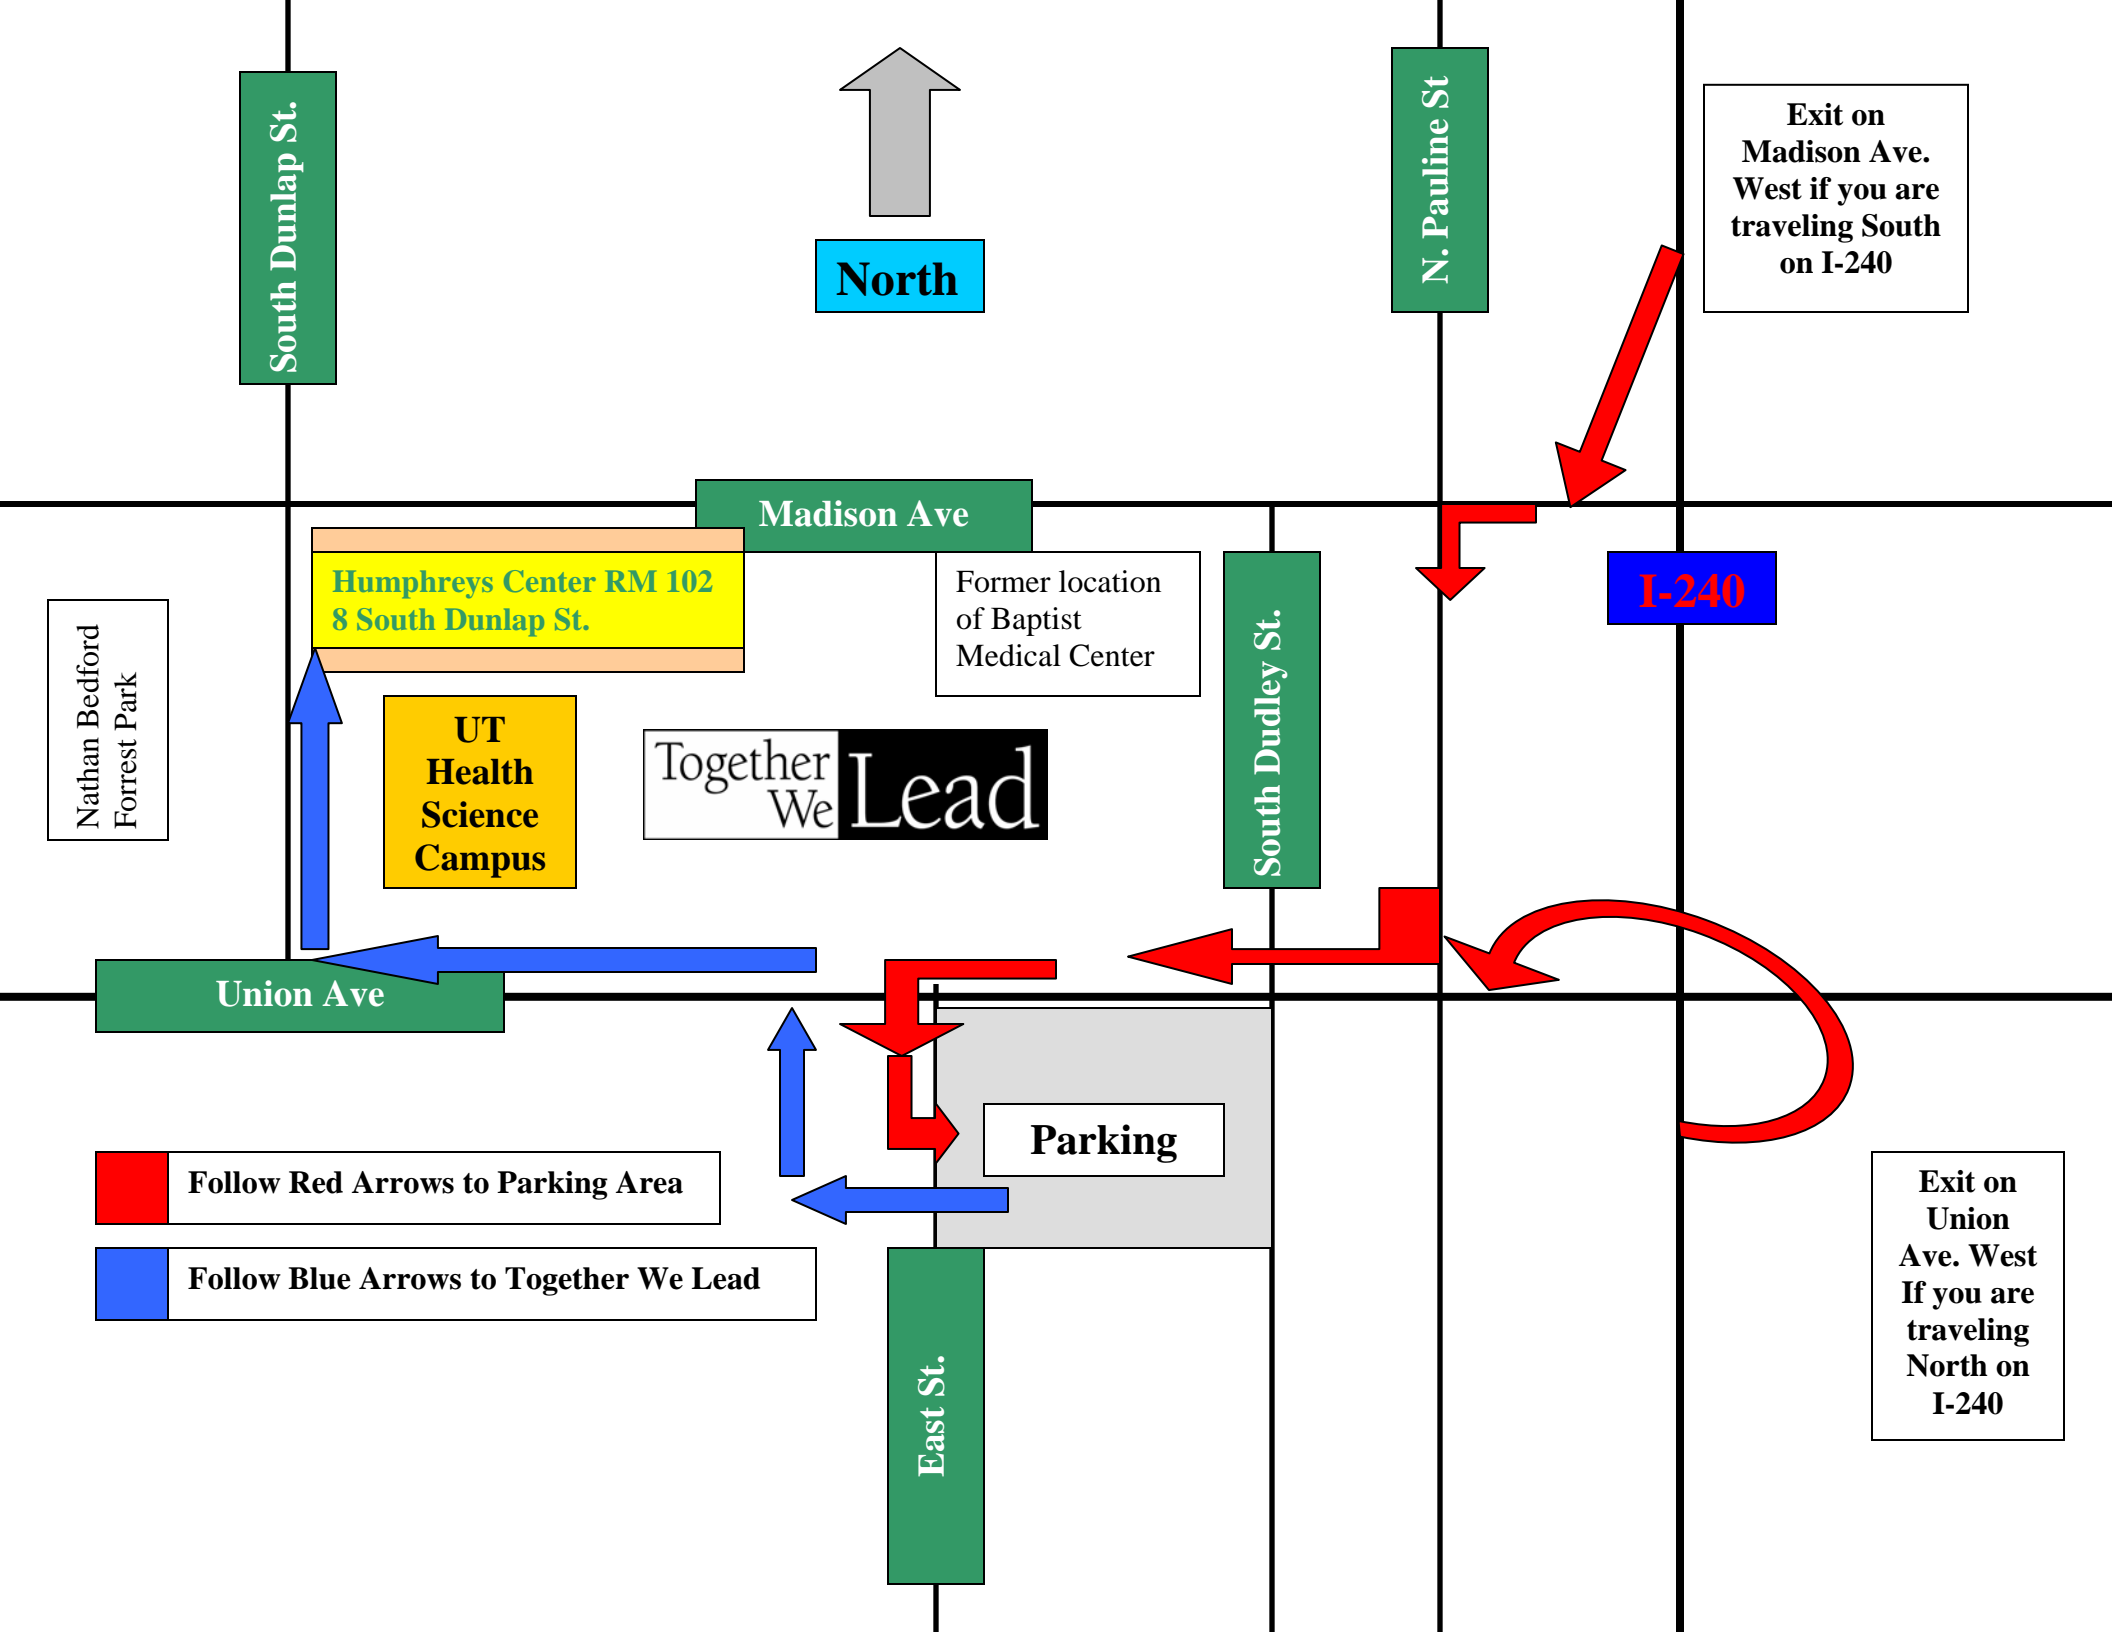 South Dunlap St.
North
N. Pauline St
Exit on
Madison Ave.
West if you are
traveling South
on I-240
Madison Ave
Humphreys Center RM 102
8 South Dunlap St.
Former location
of Baptist
Medical Center
I-240
Nathan Bedford
Forrest Park
UT
Health
Science
Campus
Together
We
Lead
South Dudley St.
Union Ave
Parking
Follow Red Arrows to Parking Area
Follow Blue Arrows to Together We Lead
East St.
Exit on
Union
Ave. West
If you are
traveling
North on
I-240